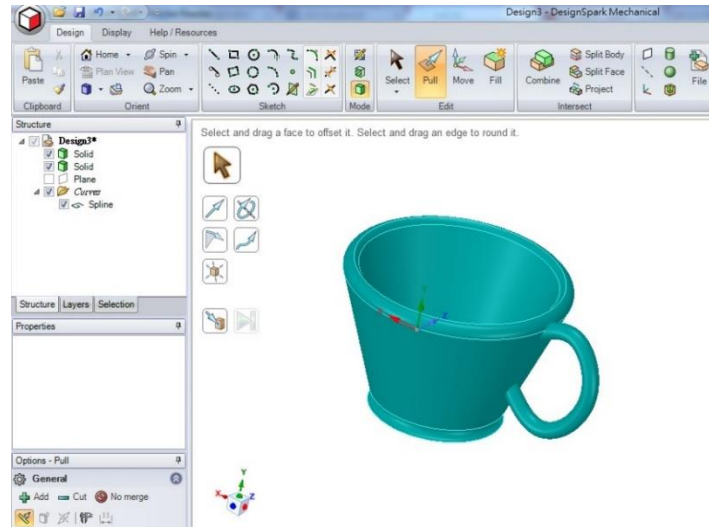 Design3 - DesignSpark Mechanical
Design Display Help / Resources
Paste
Home Spin
Plan View Pan
Zoom
Select Pull Move Fill
Combine
Split Body
Split Face
Project
File
Clipboard Orient Sketch Mode Edit Intersect
Structure
Design3*
Solid
Solid
Plane
Curves
Spline
Structure Layers Selection
Properties
Options - Pull
General
Add Cut No merge
Select and drag a face to offset it. Select and drag an edge to round it.
Y
X
Z
Y
X
Z